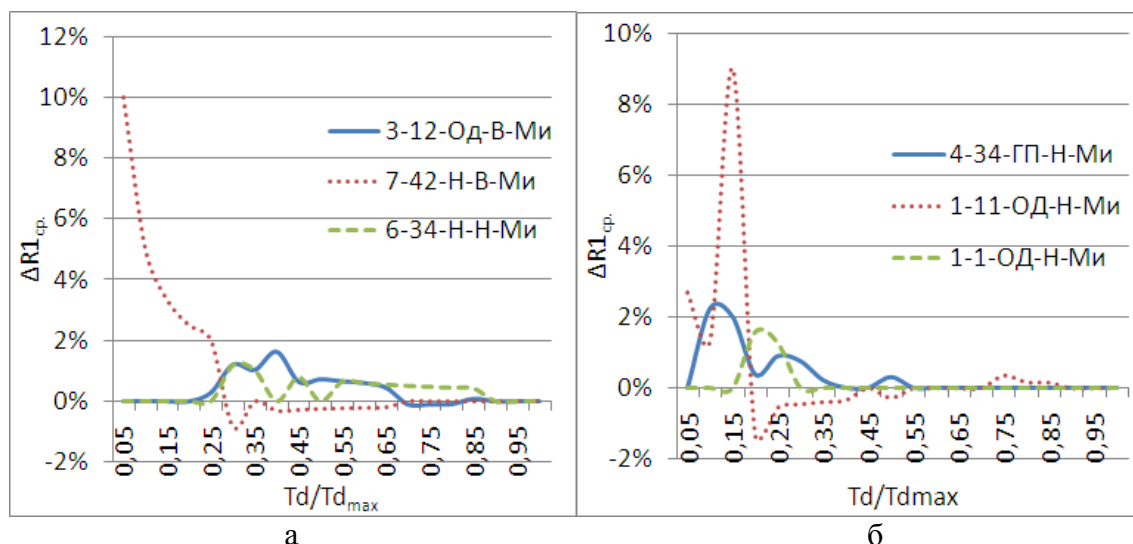 12%
10%
8%
6%
4%
2%
0%
-2%
ΔR1ср.
3-12-Од-В-Ми
7-42-Н-В-Ми
6-34-Н-Н-Ми
0,05
0,15
0,25
0,35
0,45
0,55
0,65
0,75
0,85
0,95
Td/Tdmax
а
10%
8%
6%
4%
2%
0%
-2%
ΔR1ср.
4-34-ГП-Н-Ми
1-11-ОД-Н-Ми
1-1-ОД-Н-Ми
0,05
0,15
0,25
0,35
0,45
0,55
0,65
0,75
0,85
0,95
Td/Tdmax
б